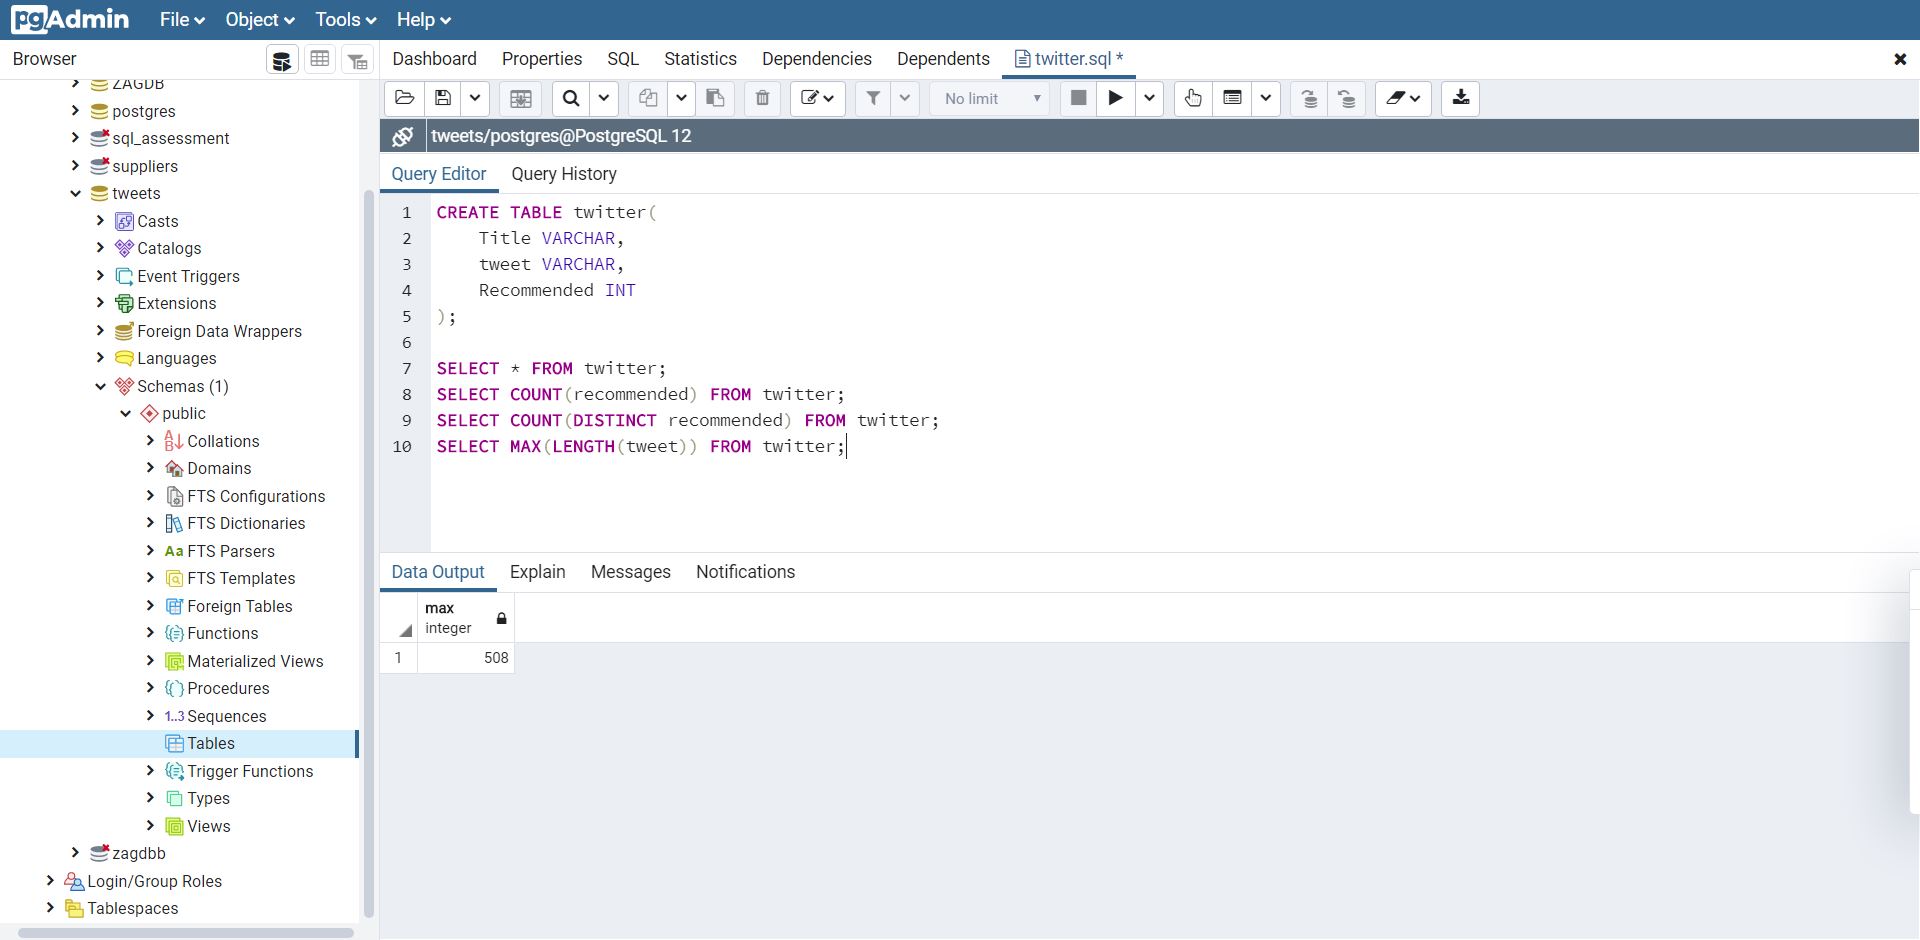 pgAdmin File Object Tools Help
Browser
Dashboard Properties SQL Statistics Dependencies Dependents twitter.sql *
No limit
tweets/postgres@PostgreSQL 12
Query Editor Query History
ZAGDB
postgres
sql_assessment
suppliers
tweets
Casts
Catalogs
Event Triggers
Extensions
Foreign Data Wrappers
Languages
Schemas (1)
public
Collations
Domains
FTS Configurations
FTS Dictionaries
Aa FTS Parsers
FTS Templates
Foreign Tables
Functions
Materialized Views
Procedures
1..3 Sequences
Tables
Trigger Functions
Types
Views
zagdbb
Login/Group Roles
Tablespaces
1 CREATE TABLE twitter(
2 Title VARCHAR,
3 tweet VARCHAR,
4 Recommended INT
5 );
6
7 SELECT * FROM twitter;
8 SELECT COUNT(recommended) FROM twitter;
9 SELECT COUNT(DISTINCT recommended) FROM twitter;
10 SELECT MAX(LENGTH(tweet)) FROM twitter;
Data Output Explain Messages Notifications
max
integer
1 508